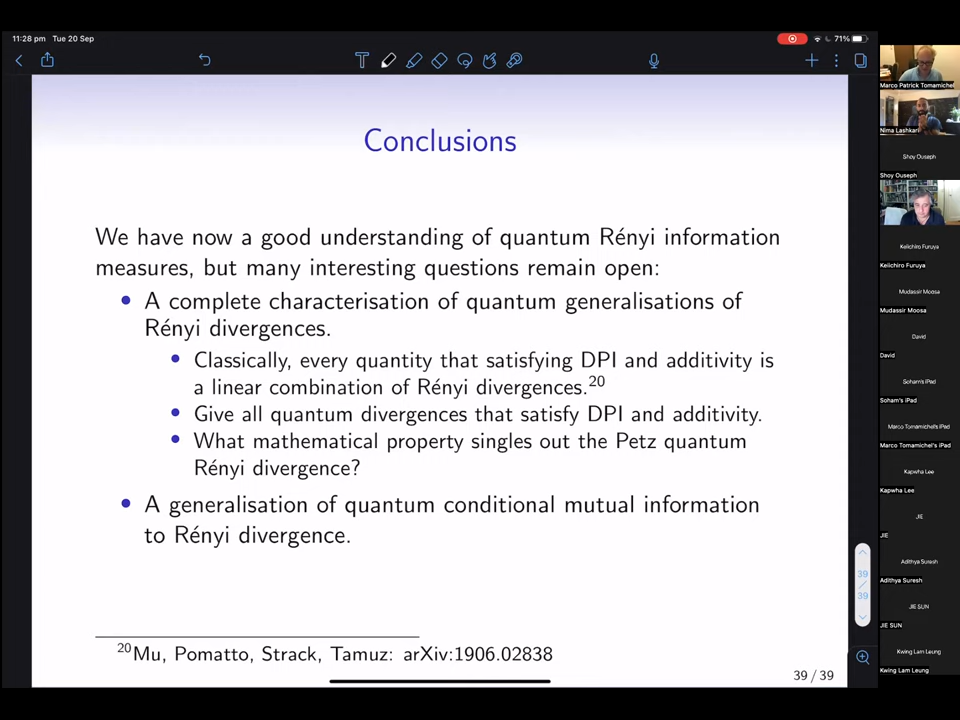 11:28 pm Tue 20 Sep
71%
Conclusions
We have now a good understanding of quantum Rényi information
measures, but many interesting questions remain open:
• A complete characterisation of quantum generalisations of
Rényi divergences.
• Classically, every quantity that satisfying DPI and additivity is
a linear combination of Rényi divergences.20
• Give all quantum divergences that satisfy DPI and additivity.
• What mathematical property singles out the Petz quantum
Rényi divergence?
• A generalisation of quantum conditional mutual information
to Rényi divergence.
20Mu, Pomatto, Strack, Tamuz: arXiv:1906.02838
39 / 39
39
/
39
Marco Patrick Tomamichel
Nima Lashkari
Shoy Ouseph
Shoy Ouseph
Keiichiro Furuya
Keiichiro Furuya
Mudassir Moosa
Mudassir Moosa
David
David
Soham's iPad
Soham's iPad
Marco Tomamichel's iPad
Marco Tomamichel's iPad
Kapwha Lee
Kapwha Lee
JIE
JIE
Adithya Suresh
Adithya Suresh
JIE SUN
JIE SUN
Kwing Lam Leung
Kwing Lam Leung